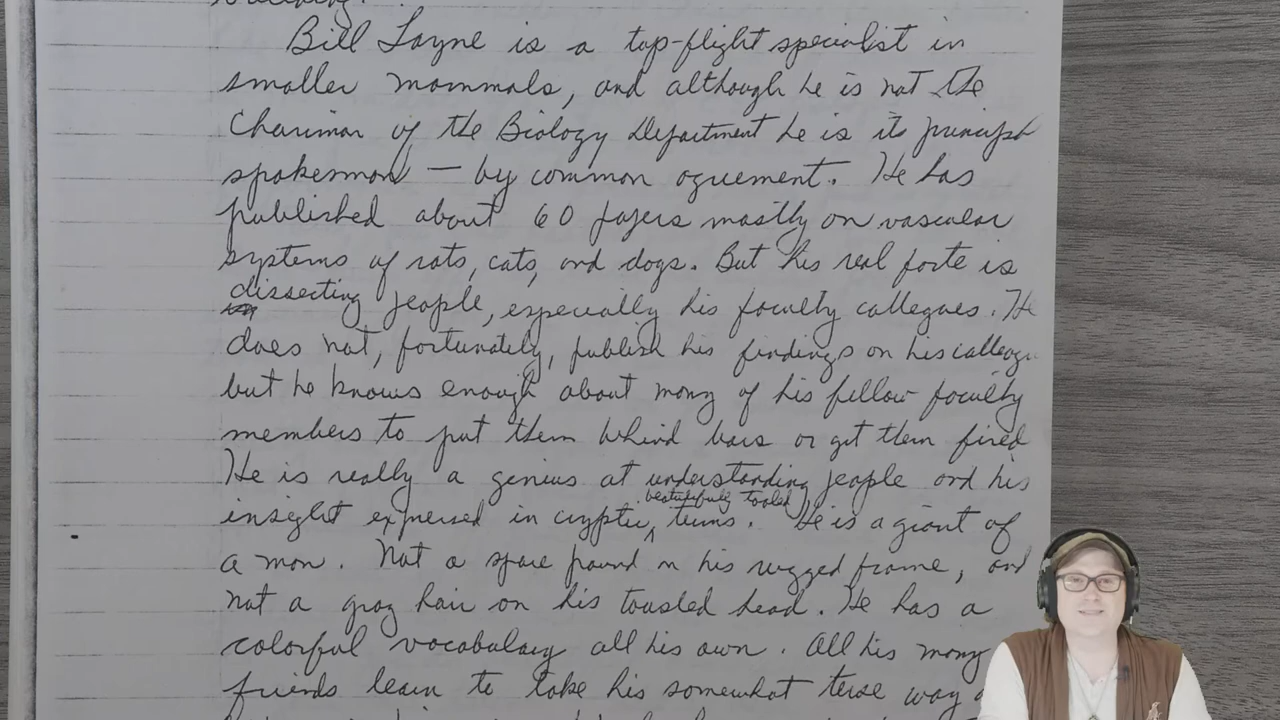 Bill Layne is a top-flight specialist in
smaller mammals, and although he is not the
Chariman of the Biology Department he is its principal
spokesman — by common agreement. He has
published about 60 papers mostly on vascular
systems of rats, cats, and dogs. But his real forte is
dissecting people, especially his faculty collegues. He
does not, fortunately, publish his findings on his
but he knows enough about many of his fellow faculty
members to put them behind bars or get them fired
He is really a genius at understanding people and his
beautifully tooled
insight expressed in cryptic, terms. He is a giant of
a man. Not a spare pound on his rugged frame, and
not a gray hair on his tousled head. He has a
colorful vocabulary all his own. All his many
friends learn to take his somewhat terse way